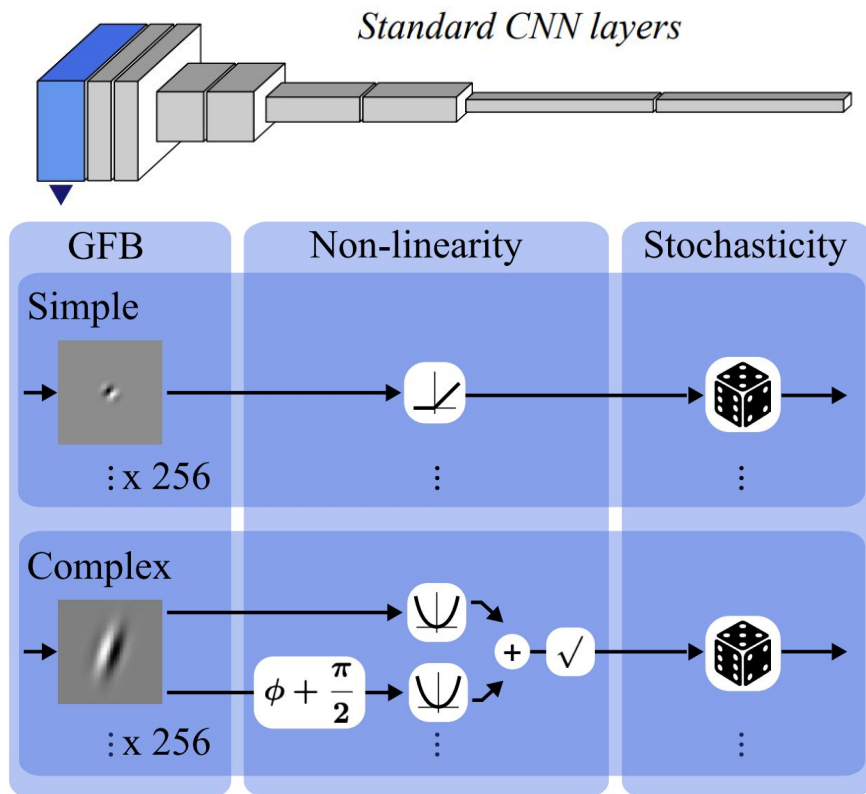 Standard CNN layers
GFB
Non-linearity
Stochasticity
Simple
⋮ x 256
⋮
⋮
Complex
+
√
ϕ + π/2
⋮ x 256
⋮
⋮